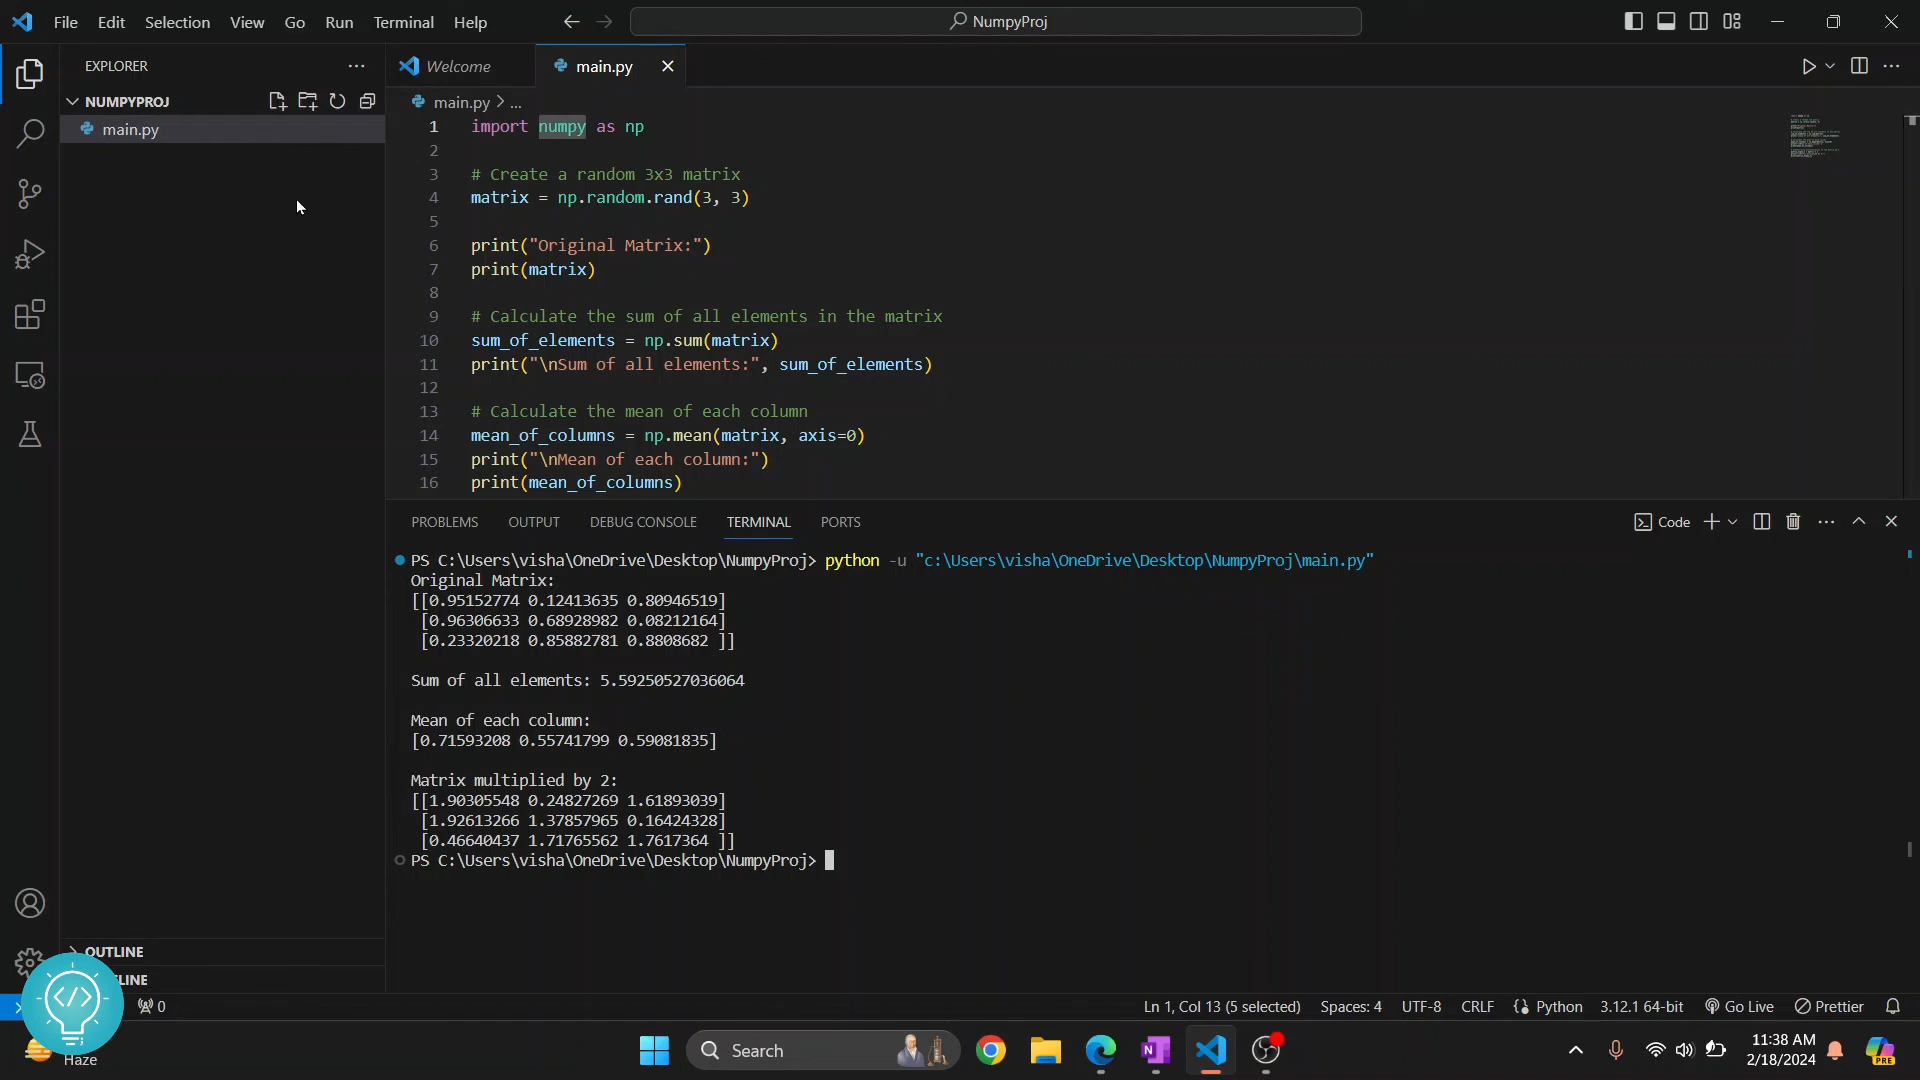 File Edit Selection View Go Run Terminal Help
NumpyProj
EXPLORER
NUMPYPROJ
main.py
Welcome
main.py
main.py > ...
1 import numpy as np
2
3 # Create a random 3x3 matrix
4 matrix = np.random.rand(3, 3)
5
6 print("Original Matrix:")
7 print(matrix)
8
9 # Calculate the sum of all elements in the matrix
10 sum_of_elements = np.sum(matrix)
11 print("\nSum of all elements:", sum_of_elements)
12
13 # Calculate the mean of each column
14 mean_of_columns = np.mean(matrix, axis=0)
15 print("\nMean of each column:")
16 print(mean_of_columns)
PROBLEMS OUTPUT DEBUG CONSOLE TERMINAL PORTS
Code
PS C:\Users\visha\OneDrive\Desktop\NumpyProj> python -u "c:\Users\visha\OneDrive\Desktop\NumpyProj\main.py"
Original Matrix:
[[0.95152774 0.12413635 0.80946519]
[0.96306633 0.68928982 0.08212164]
[0.23320218 0.85882781 0.8808682 ]]
Sum of all elements: 5.59250527036064
Mean of each column:
[0.71593208 0.55741799 0.59081835]
Matrix multiplied by 2:
[[1.90305548 0.24827269 1.61893039]
[1.92613266 1.37857965 0.16424328]
[0.46640437 1.71765562 1.7617364 ]]
PS C:\Users\visha\OneDrive\Desktop\NumpyProj>
OUTLINE
LINE
0
Ln 1, Col 13 (5 selected) Spaces: 4 UTF-8 CRLF Python 3.12.1 64-bit Go Live Prettier
</>
Haze
Search
N
PRE
11:38 AM
2/18/2024